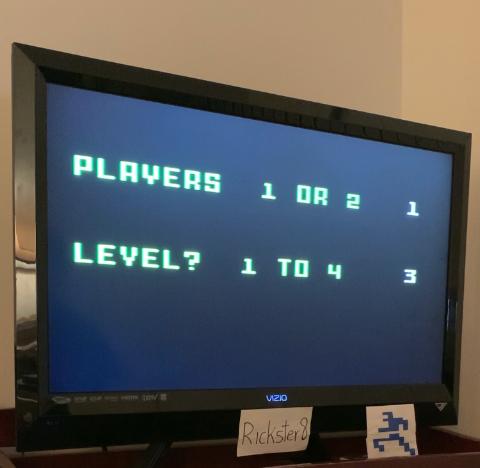 PLAYERS 1 OR 2 1
LEVEL? 1 TO 4 3
VIZIO
Rickster8